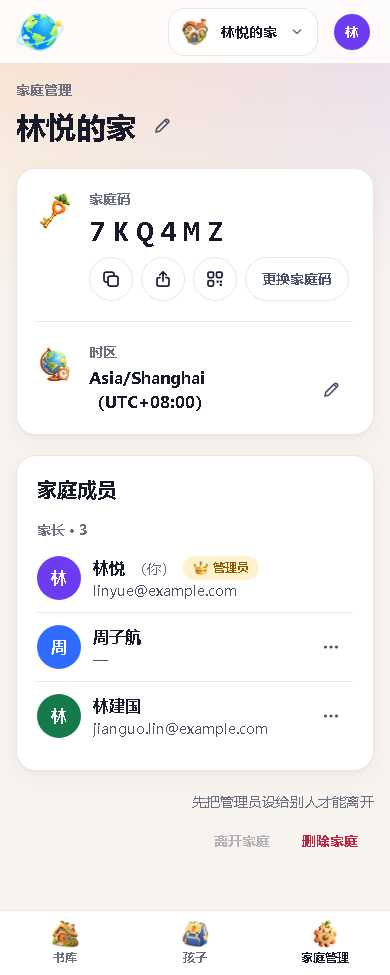 林悦的家
林
家庭管理
林悦的家
家庭码
7KQ4MZ
更换家庭码
时区
Asia/Shanghai
（UTC+08:00）
家庭成员
家长 • 3
林
林悦 （你） 管理员
linyue@example.com
周
周子航
—
林
林建国
jianguo.lin@example.com
先把管理员设给别人才能离开
离开家庭 删除家庭
书库 孩子 家庭管理